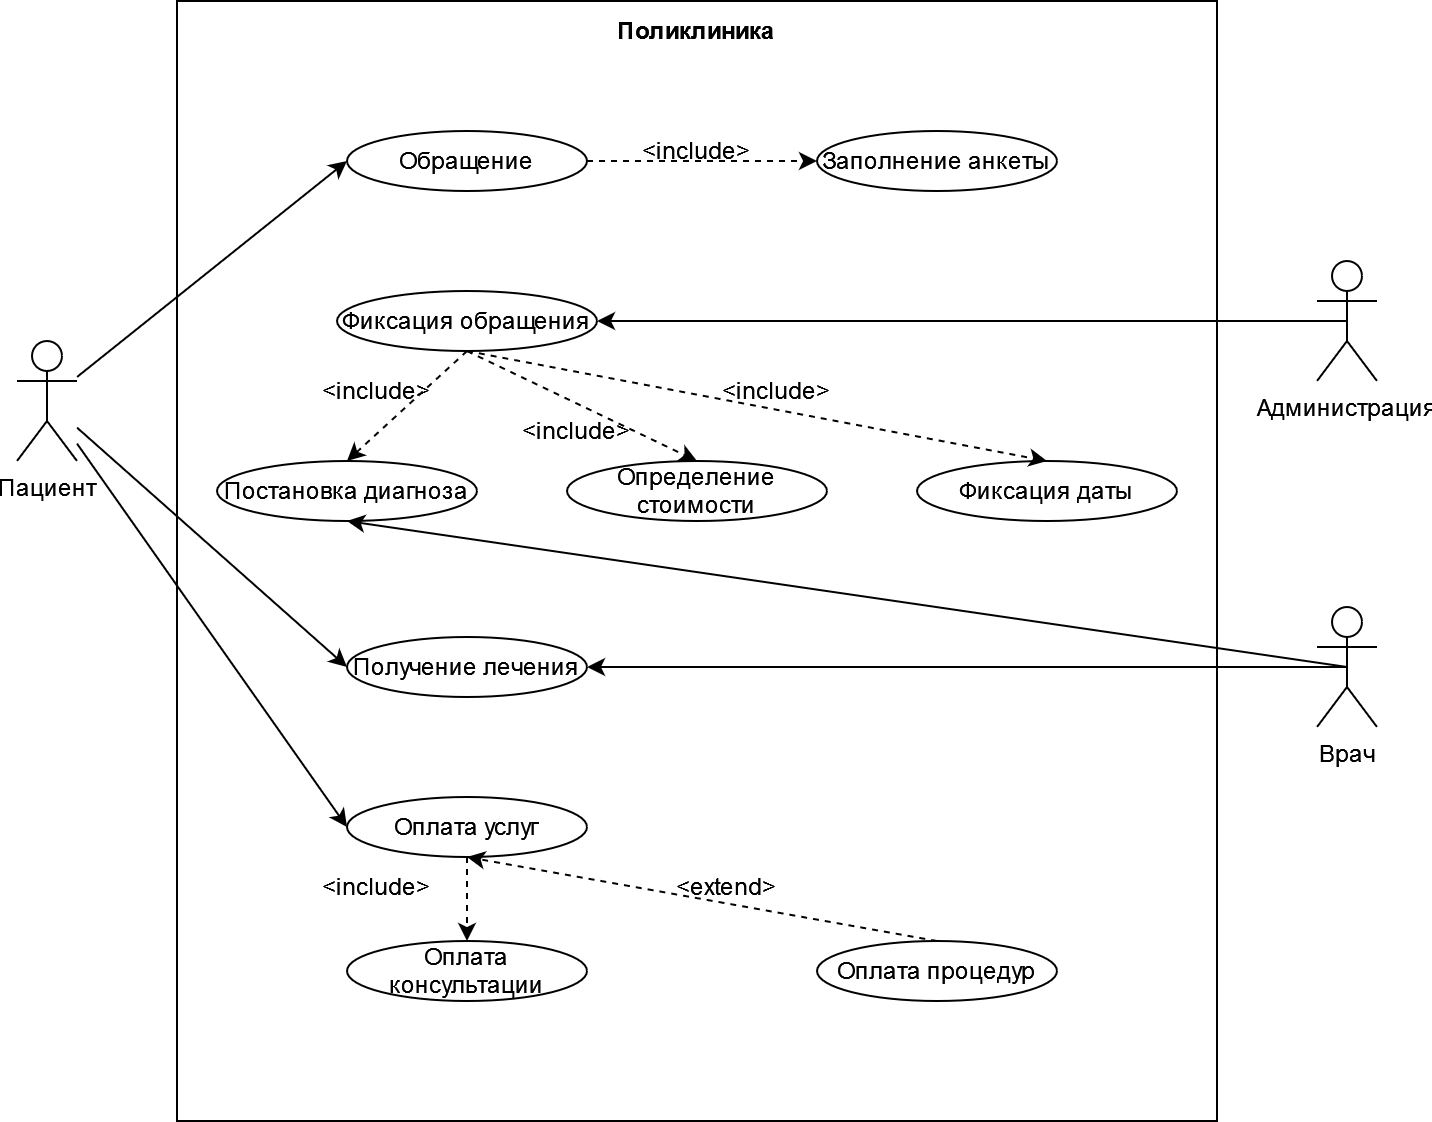 Поликлиника
Обращение
<include>
Заполнение анкеты
Фиксация обращения
Администрация
<include>
<include>
<include>
Пациент
Постановка диагноза
Определение
стоимости
Фиксация даты
Получение лечения
Врач
Оплата услуг
<include>
<extend>
Оплата
консультации
Оплата процедур